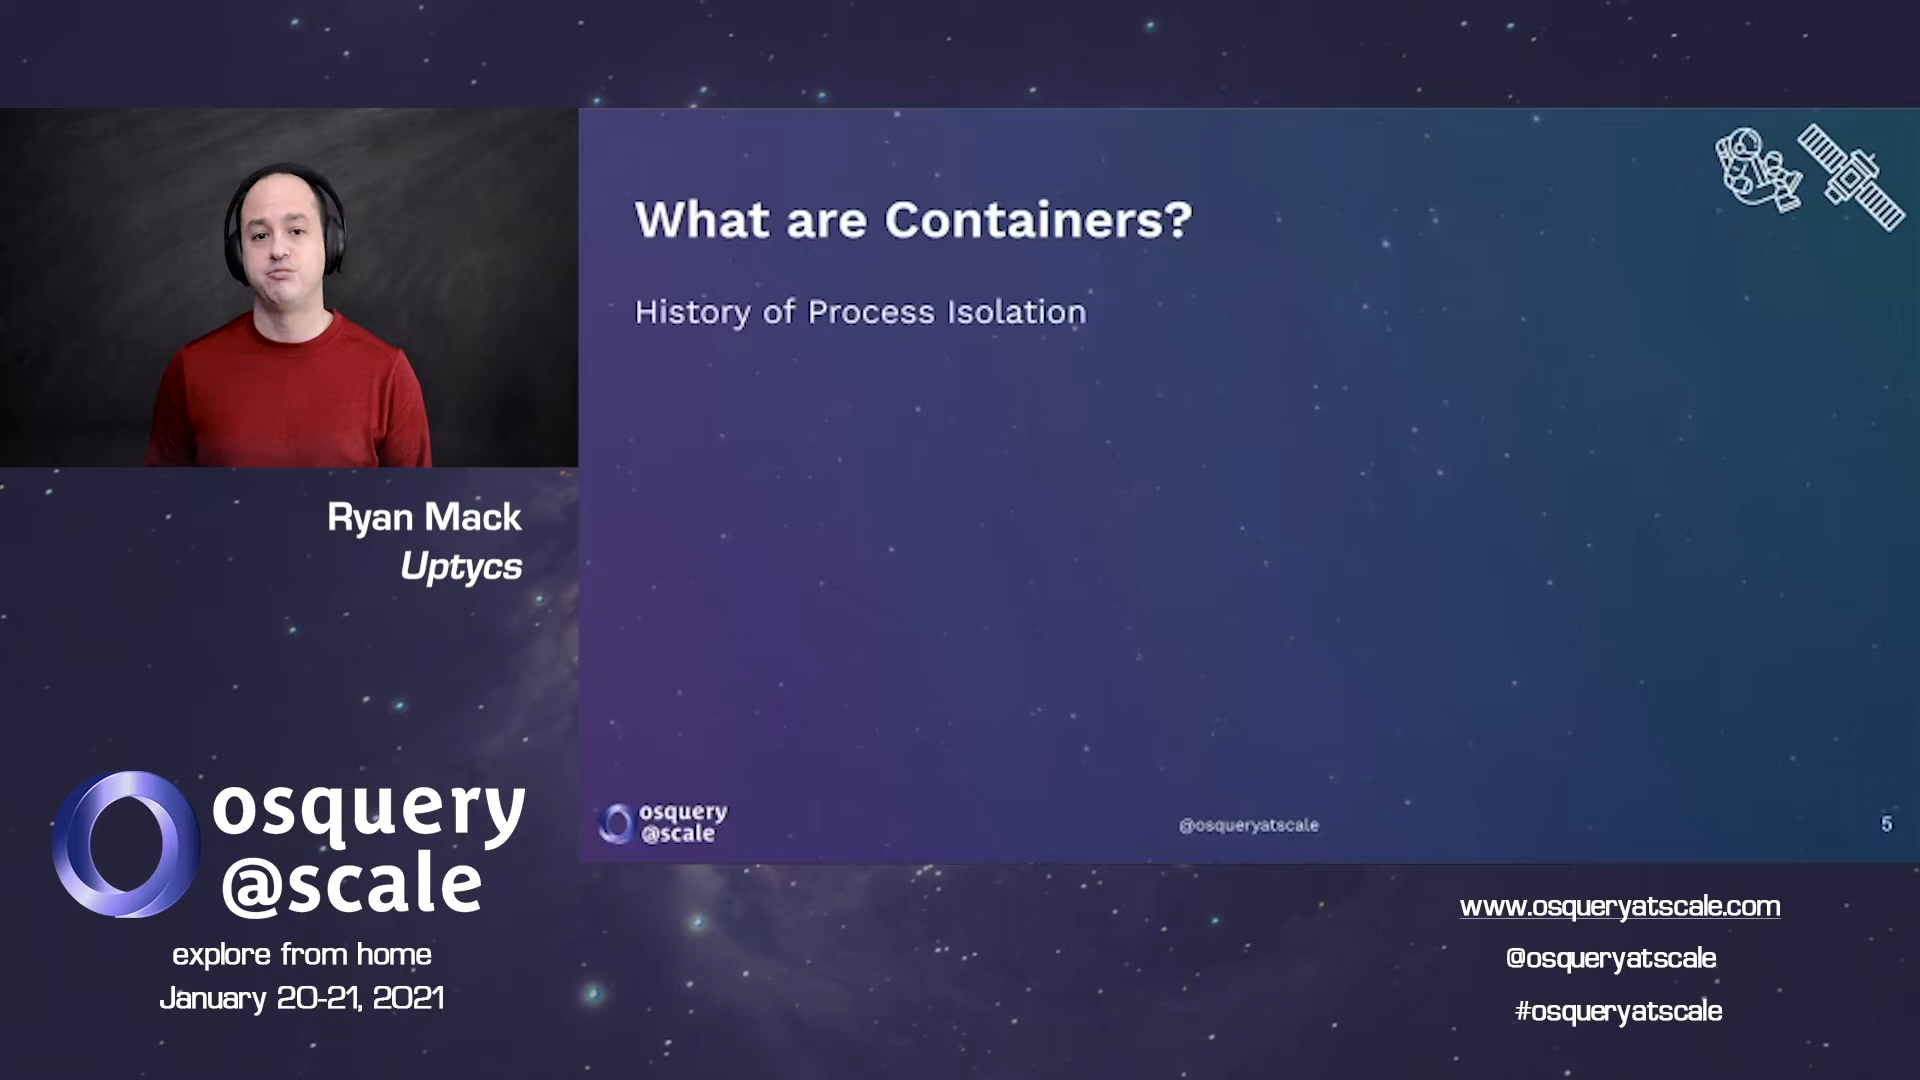 What are Containers?
History of Process Isolation
Ryan Mack
Uptycs
osquery
@scale
@osqueryatscale
5
osquery
@scale
explore from home
January 20-21, 2021
www.osqueryatscale.com
@osqueryatscale
#osqueryatscale